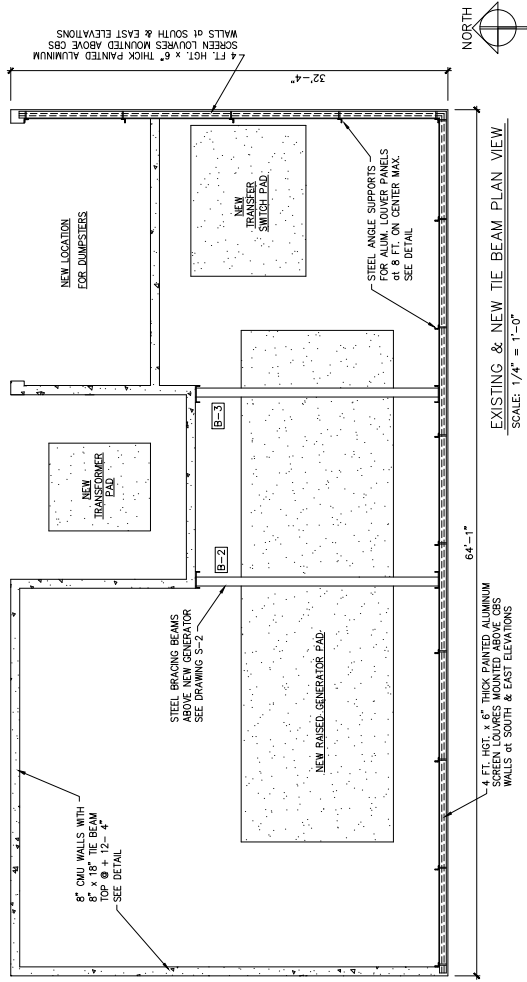 4 FT. HGT. x 6" THICK PAINTED ALUMINUM
SCREEN LOUVRES MOUNTED ABOVE CBS
WALLS at SOUTH & EAST ELEVATIONS
32'-4"
NORTH
NEW LOCATION
FOR DUMPSTERS
NEW
TRANSFER
SWITCH PAD
STEEL ANGLE SUPPORTS
FOR ALUM. LOUVER PANELS
at 8 FT. ON CENTER MAX.
SEE DETAIL
NEW
TRANSFORMER
PAD
B-3
B-2
STEEL BRACING BEAMS
ABOVE NEW GENERATOR
SEE DRAWING S-2
NEW RAISED GENERATOR PAD
8" CMU WALLS WITH
8" x 18" TIE BEAM
TOP @ + 12- 4"
SEE DETAIL
64'-1"
4 FT. HGT. x 6" THICK PAINTED ALUMINUM
SCREEN LOUVRES MOUNTED ABOVE CBS
WALLS at SOUTH & EAST ELEVATIONS
EXISTING & NEW TIE BEAM PLAN VIEW
SCALE: 1/4" = 1'-0"